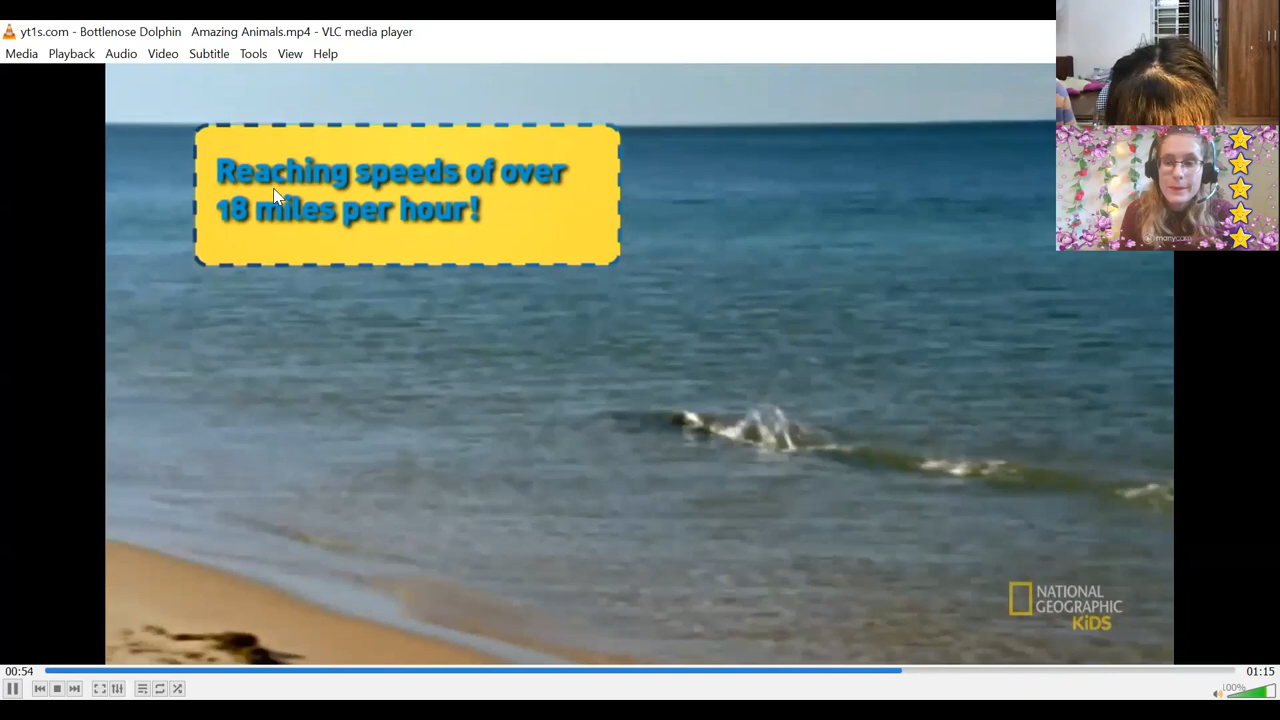 yt1s.com - Bottlenose Dolphin   Amazing Animals.mp4 - VLC media player
Media Playback Audio Video Subtitle Tools View Help
Reaching speeds of over
18 miles per hour!
manycam
NATIONAL
GEOGRAPHIC
KiDS
00:54
01:15
100%